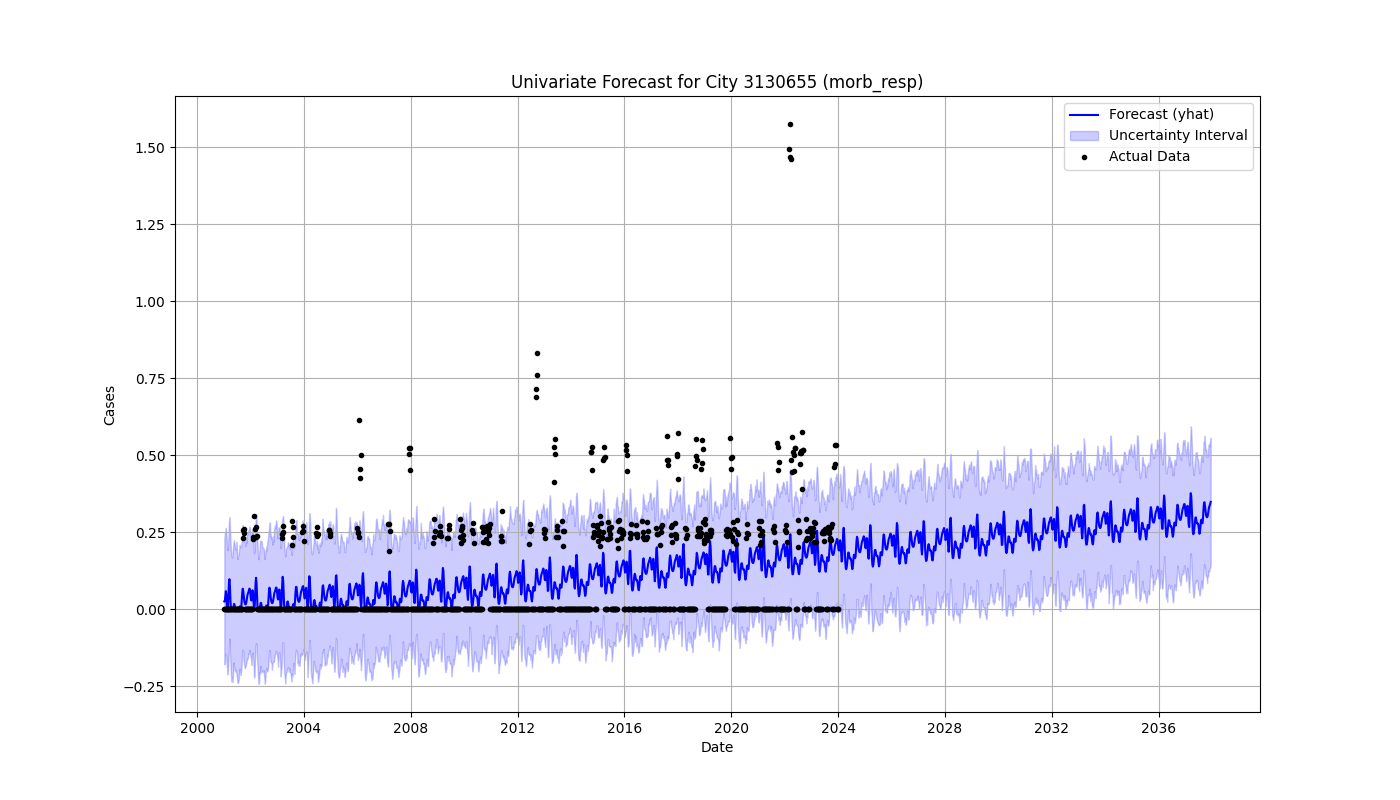 Univariate Forecast for City 3130655 (morb_resp)
Forecast (yhat)
Uncertainty Interval
Actual Data
Cases
1.50
1.25
1.00
0.75
0.50
0.25
0.00
−0.25
2000 2004 2008 2012 2016 2020 2024 2028 2032 2036
Date